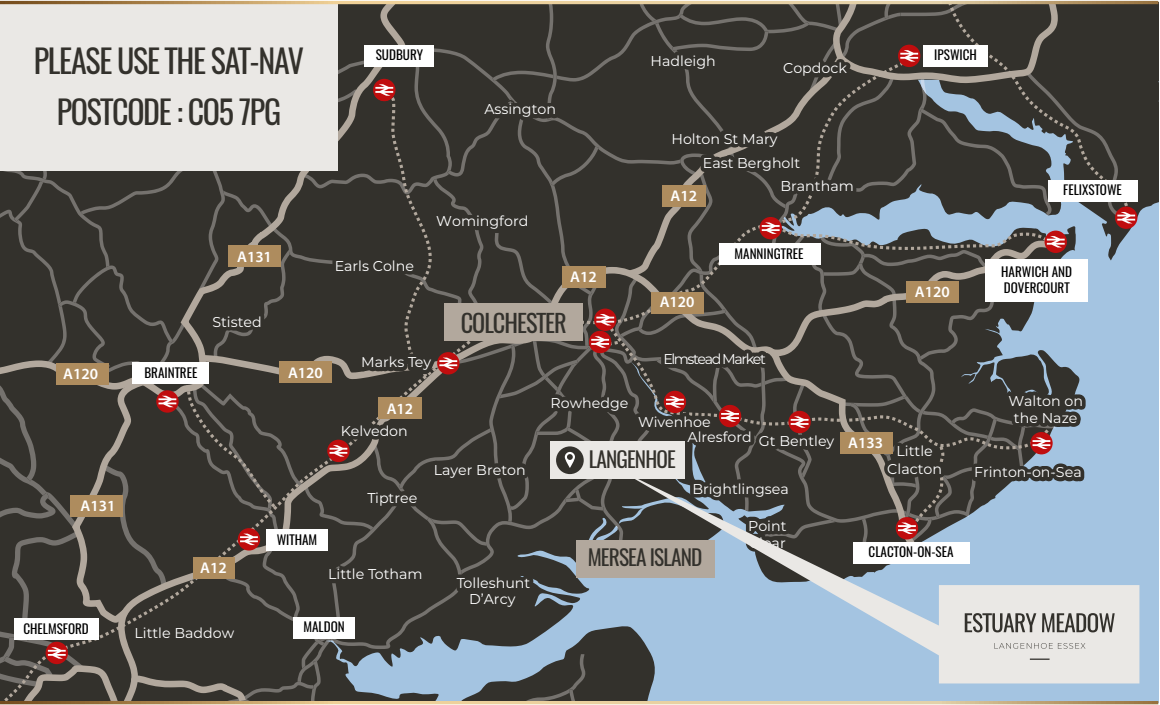 PLEASE USE THE SAT-NAV
POSTCODE : CO5 7PG
SUDBURY
IPSWICH
Hadleigh
Copdock
Assington
Holton St Mary
East Bergholt
Brantham
A12
FELIXSTOWE
Womingford
MANNINGTREE
A131
Earls Colne
A12
HARWICH AND
DOVERCOURT
A120
A120
Stisted
COLCHESTER
Marks Tey
Elmstead Market
A120
BRAINTREE
A120
A12
Rowhedge
Wivenhoe
Alresford
Gt Bentley
Walton on
the Naze
Kelvedon
A133
Little
Clacton
LANGENHOE
Layer Breton
Frinton-on-Sea
Brightlingsea
Tiptree
A131
Point
WITHAM
CLACTON-ON-SEA
MERSEA ISLAND
A12
Little Totham
Tolleshunt
D'Arcy
CHELMSFORD
Little Baddow
MALDON
ESTUARY MEADOW
LANGENHOE ESSEX